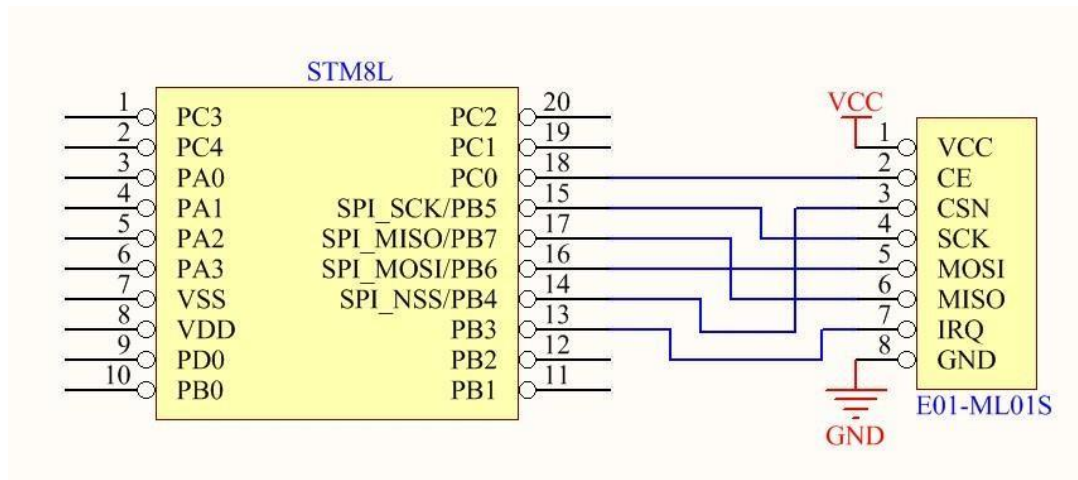 STM8L
1 PC3 PC2 20
2 PC4 PC1 19
3 PA0 PC0 18
4 PA1 SPI_SCK/PB5 15
5 PA2 SPI_MISO/PB7 17
6 PA3 SPI_MOSI/PB6 16
7 VSS SPI_NSS/PB4 14
8 VDD PB3 13
9 PD0 PB2 12
10 PB0 PB1 11
VCC
1 VCC
2 CE
3 CSN
4 SCK
5 MOSI
6 MISO
7 IRQ
8 GND
E01-ML01S
GND